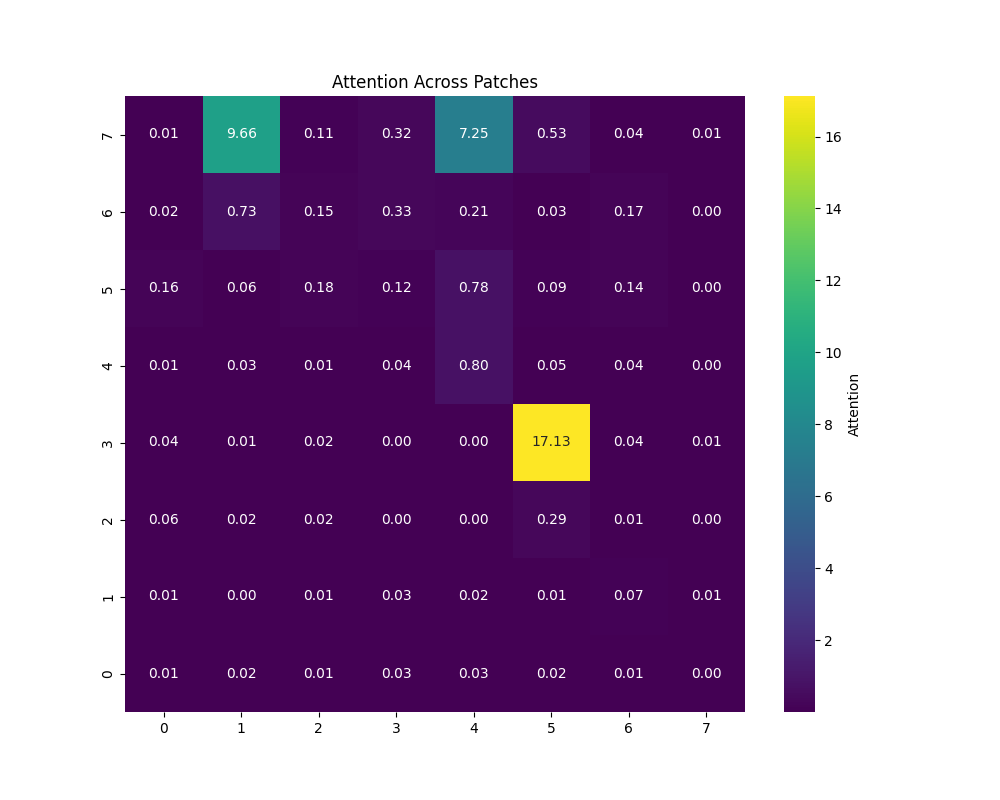 Attention Across Patches
7 0.01 9.66 0.11 0.32 7.25 0.53 0.04 0.01
6 0.02 0.73 0.15 0.33 0.21 0.03 0.17 0.00
5 0.16 0.06 0.18 0.12 0.78 0.09 0.14 0.00
4 0.01 0.03 0.01 0.04 0.80 0.05 0.04 0.00
3 0.04 0.01 0.02 0.00 0.00 17.13 0.04 0.01
2 0.06 0.02 0.02 0.00 0.00 0.29 0.01 0.00
1 0.01 0.00 0.01 0.03 0.02 0.01 0.07 0.01
0 0.01 0.02 0.01 0.03 0.03 0.02 0.01 0.00
0 1 2 3 4 5 6 7
16
14
12
10
8
6
4
2
Attention